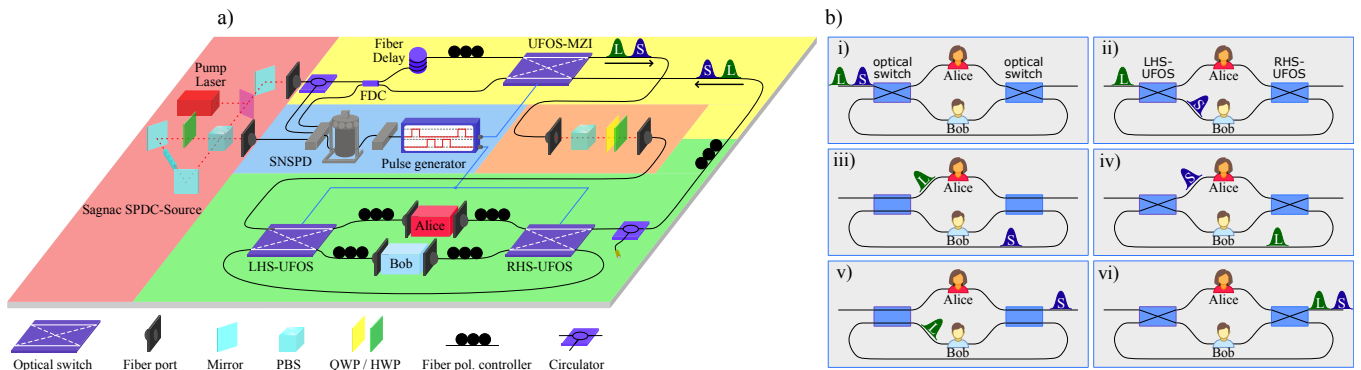 a)
Fiber
Delay
UFOS-MZI
L
S
S
L
Pump
Laser
FDC
SNSPD
Pulse generator
Sagnac SPDC-Source
Alice
Bob
LHS-UFOS
RHS-UFOS
Optical switch
Fiber port
Mirror
PBS
QWP / HWP
Fiber pol. controller
Circulator
b)
i)
optical
switch
optical
switch
L
S
Alice
Bob
ii)
LHS-
UFOS
RHS-
UFOS
L
S
Alice
Bob
iii)
L
Alice
Bob
S
iv)
S
Alice
Bob
L
v)
S
Alice
L
Bob
vi)
L
S
Alice
Bob